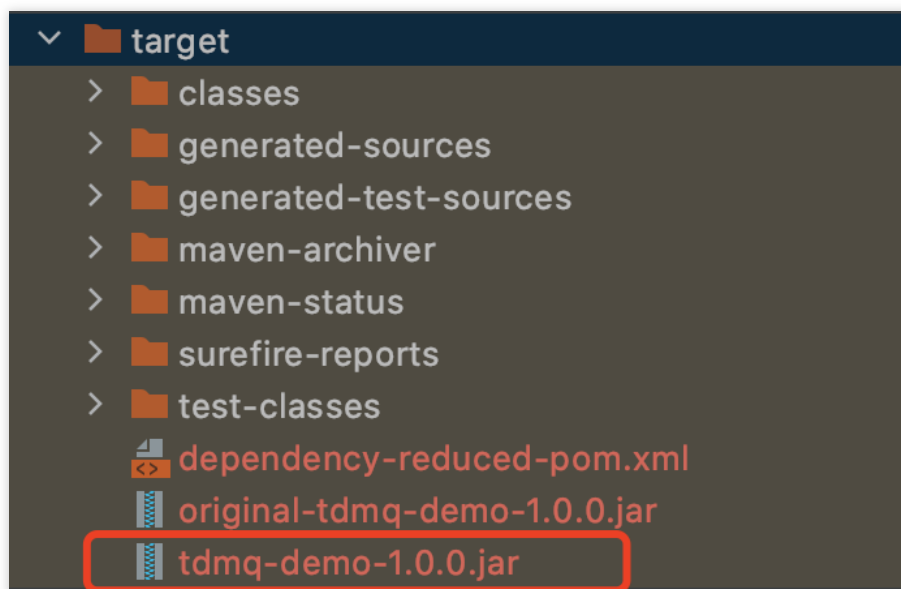 target
classes
generated-sources
generated-test-sources
maven-archiver
maven-status
surefire-reports
test-classes
dependency-reduced-pom.xml
original-tdmq-demo-1.0.0.jar
tdmq-demo-1.0.0.jar